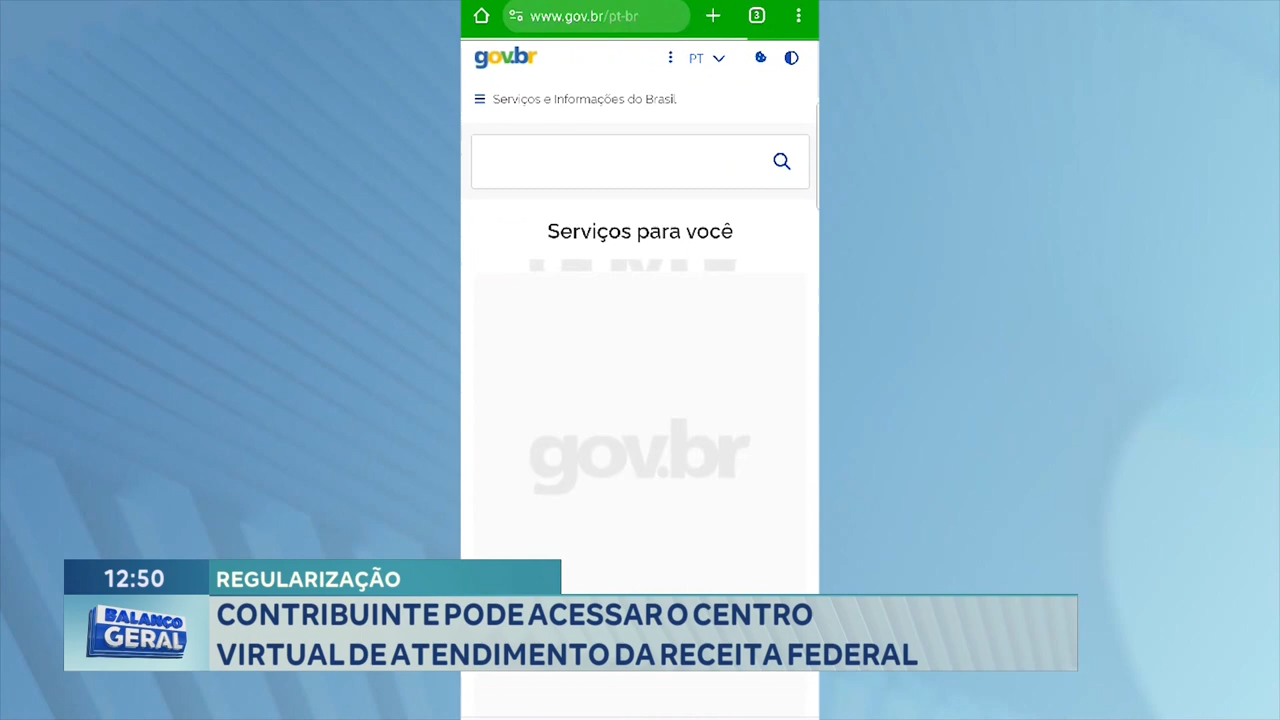 www.gov.br/pt-br
3
gov.br
PT
Serviços e Informações do Brasil
Serviços para você
gov.br
12:50
REGULARIZAÇÃO
BALANÇO
GERAL
CONTRIBUINTE PODE ACESSAR O CENTRO
VIRTUAL DE ATENDIMENTO DA RECEITA FEDERAL